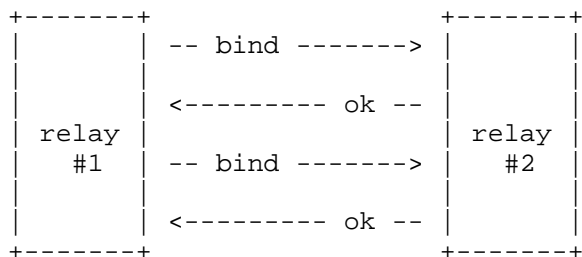 +-------+                  +-------+
|       | -- bind -------> |       |
|       |                  |       |
|       | <--------- ok -- |       |
| relay |                  | relay |
|  #1   | -- bind -------> |  #2   |
|       |                  |       |
|       | <--------- ok -- |       |
+-------+                  +-------+